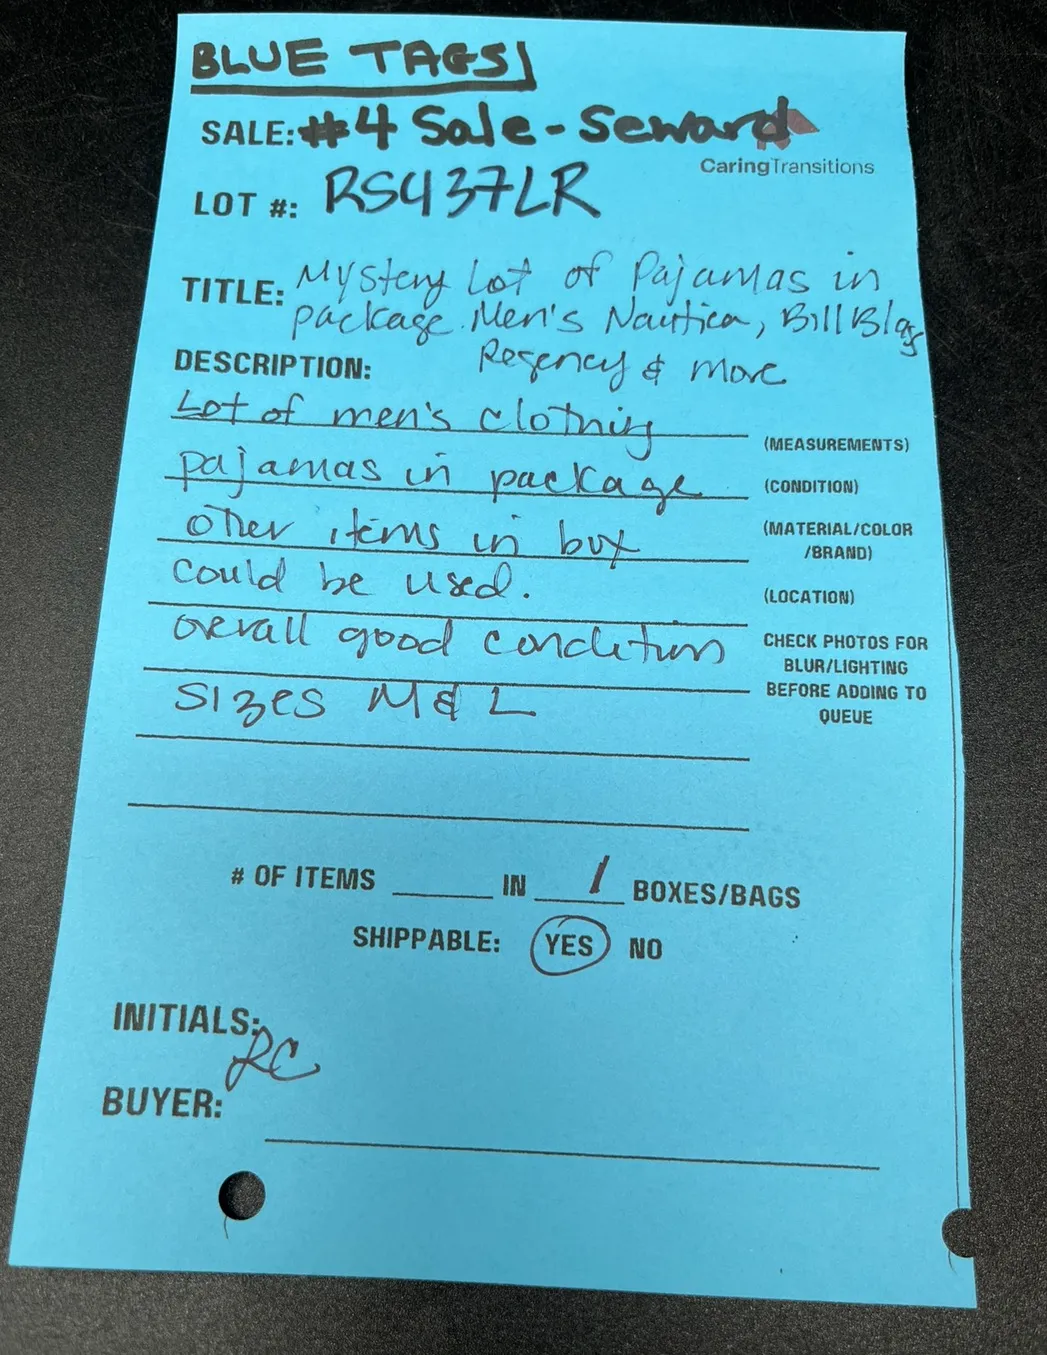 BLUE TAGS
SALE: #4 Sale - Seward
CaringTransitions
LOT #: RS437LR
TITLE: Mystery Lot of Pajamas in
package. Men's Nautica, Bill Blass
Regency & more
DESCRIPTION:
Lot of men's clothing
(MEASUREMENTS)
pajamas in package
(CONDITION)
other items in box
(MATERIAL/COLOR
/BRAND)
could be used.
(LOCATION)
overall good condition
CHECK PHOTOS FOR
BLUR/LIGHTING
BEFORE ADDING TO
QUEUE
sizes M & L
# OF ITEMS ____ IN 1 BOXES/BAGS
SHIPPABLE: YES NO
INITIALS: RC
BUYER: